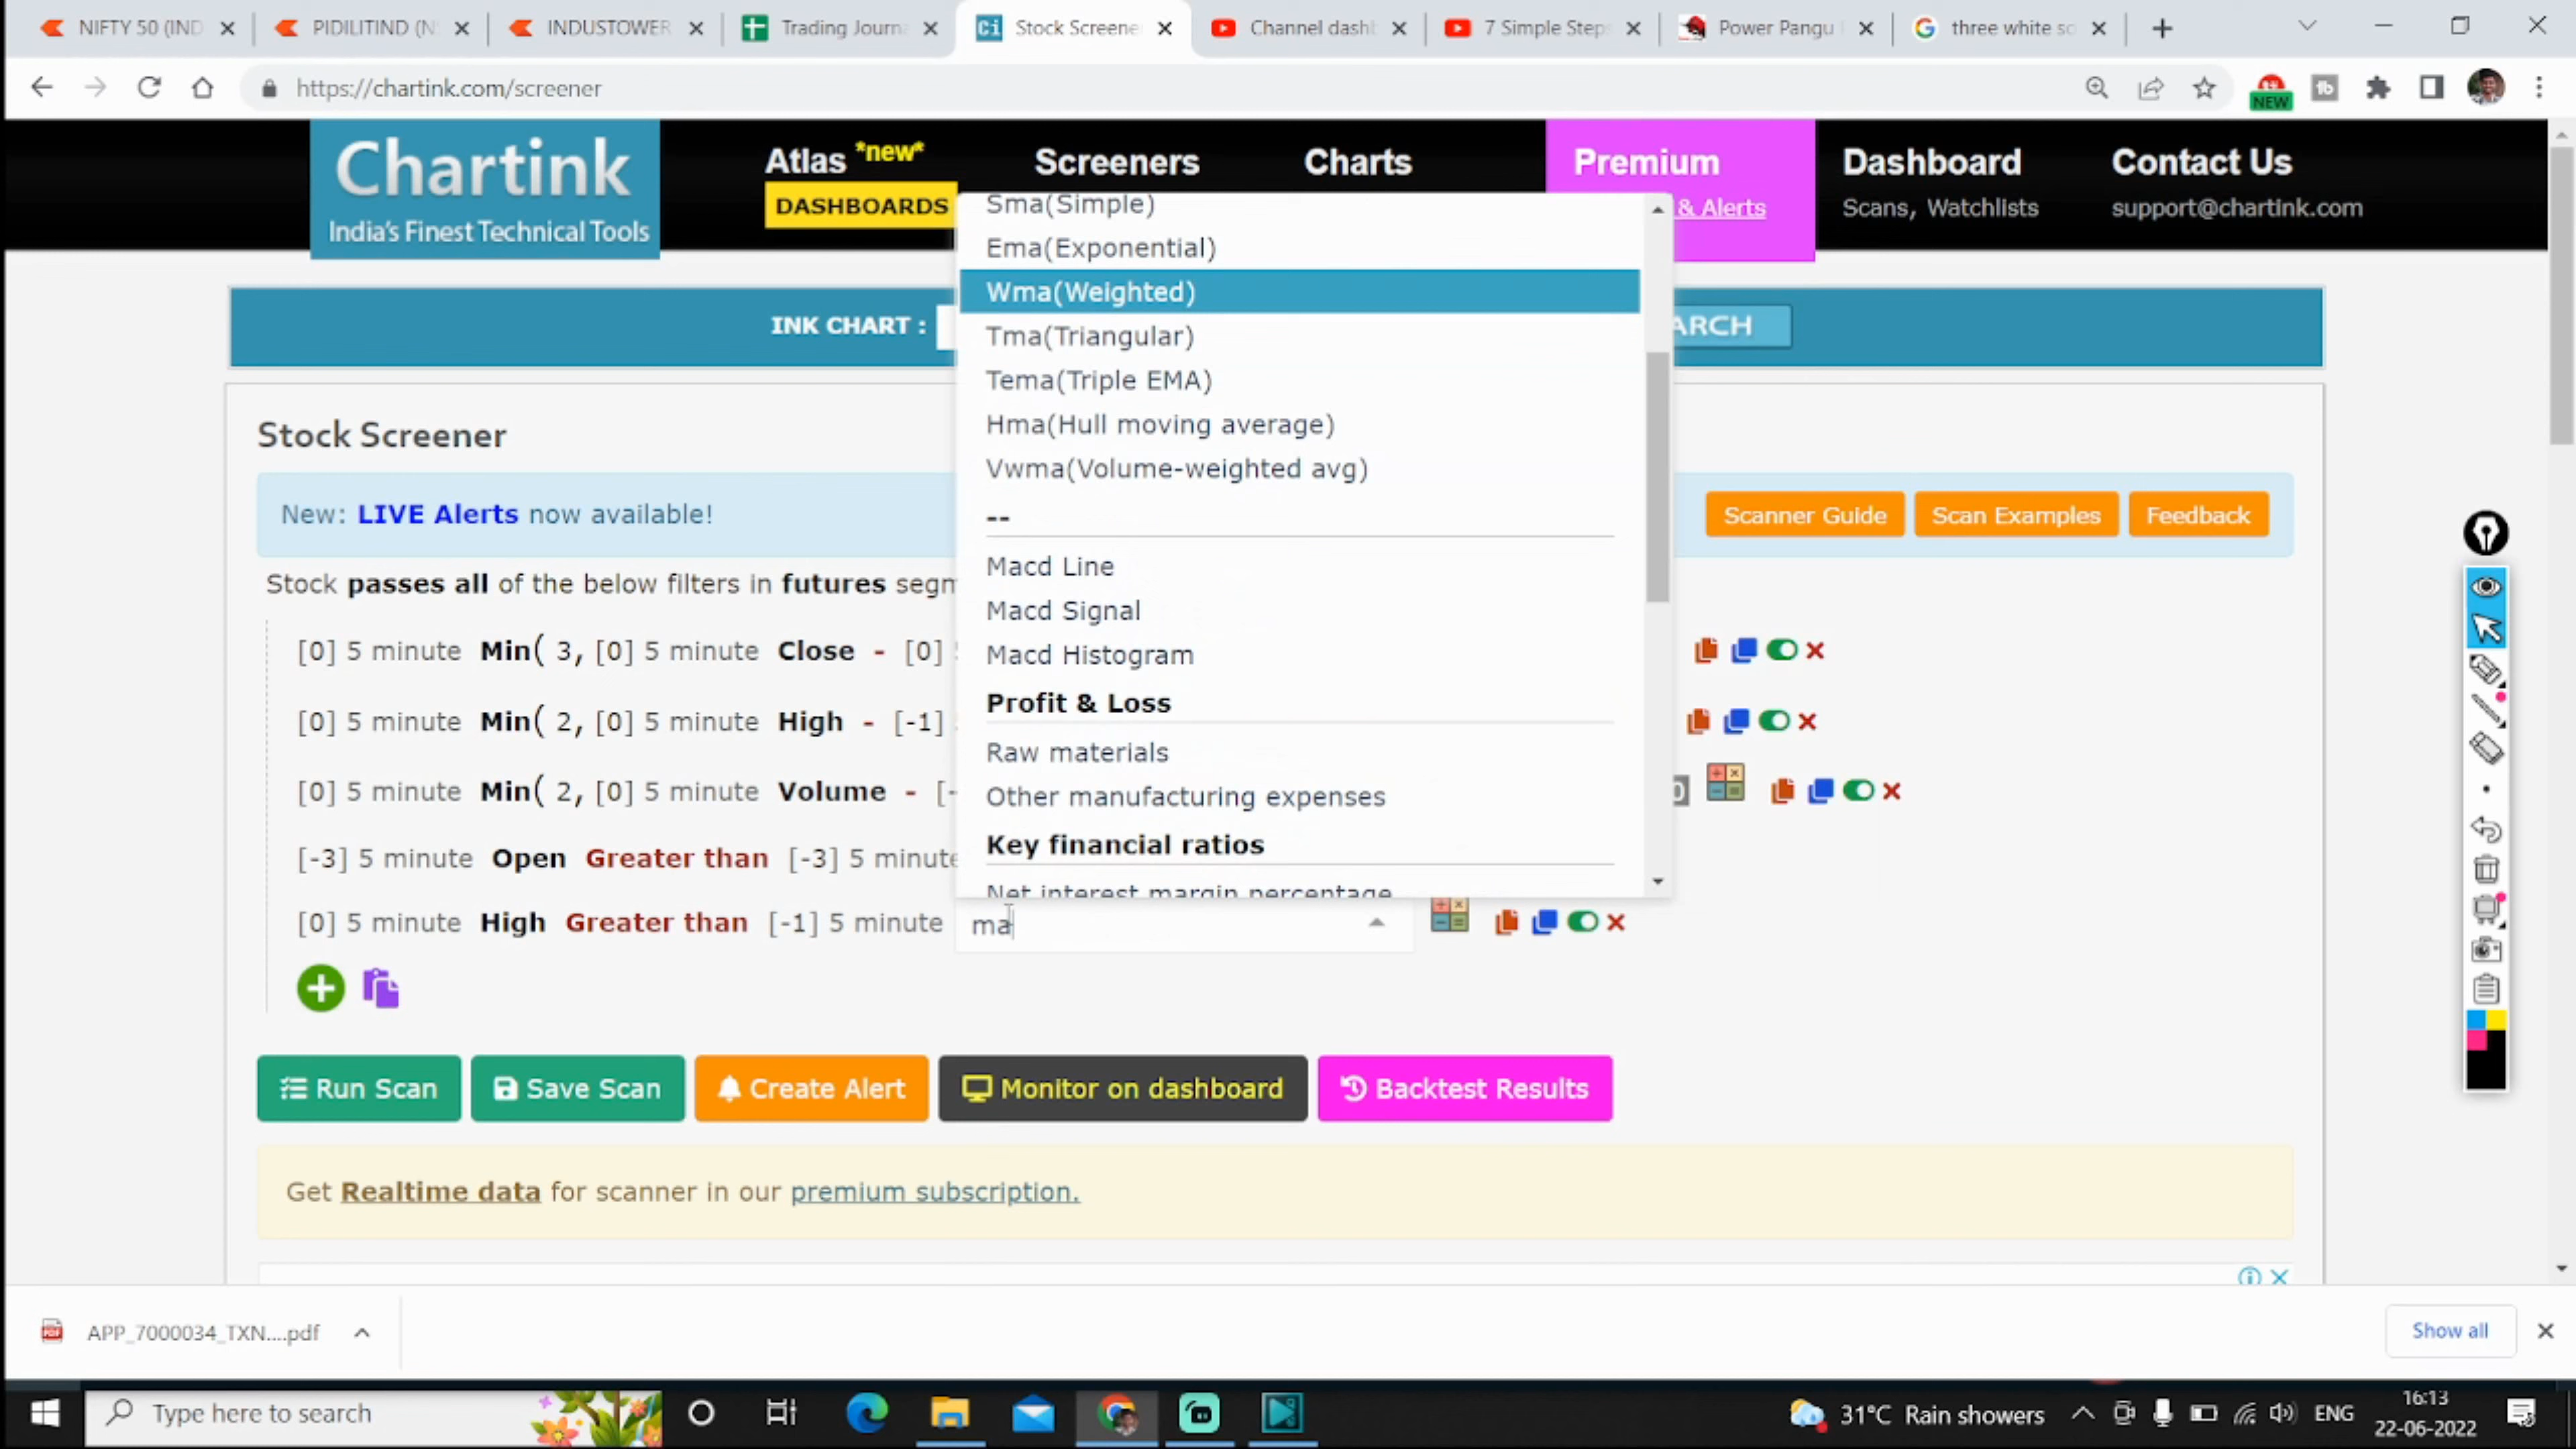 NIFTY 50 (IND
PIDILITIND (N
INDUSTOWER
Trading Journa
Stock Screene
Channel dashb
7 Simple Steps
Power Pangu
three white so
https://chartink.com/screener
NEW
Chartink
India's Finest Technical Tools
Atlas *new*
DASHBOARDS
Screeners
Charts
Premium
& Alerts
Dashboard
Scans, Watchlists
Contact Us
support@chartink.com
INK CHART :
ARCH
Sma(Simple)
Ema(Exponential)
Wma(Weighted)
Tma(Triangular)
Tema(Triple EMA)
Hma(Hull moving average)
Vwma(Volume-weighted avg)
--
Macd Line
Macd Signal
Macd Histogram
Profit & Loss
Raw materials
Other manufacturing expenses
Key financial ratios
Net interest margin percentage
Stock Screener
New: LIVE Alerts now available!
Scanner Guide
Scan Examples
Feedback
Stock passes all of the below filters in futures segm
[0] 5 minute Min( 3, [0] 5 minute Close - [0]
[0] 5 minute Min( 2, [0] 5 minute High - [-1]
[0] 5 minute Min( 2, [0] 5 minute Volume - [-
[-3] 5 minute Open Greater than [-3] 5 minute
[0] 5 minute High Greater than [-1] 5 minute ma
Run Scan
Save Scan
Create Alert
Monitor on dashboard
Backtest Results
Get Realtime data for scanner in our premium subscription.
APP_7000034_TXN....pdf
Show all
Type here to search
31°C Rain showers
ENG
16:13
22-06-2022